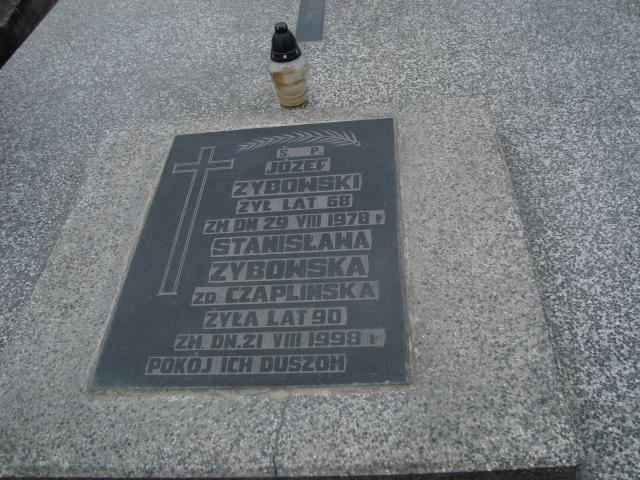 Ś P
JÓZEF
ZYBOWSKI
ŻYŁ LAT 68
ZM DN 29 VIII 1978 r
STANISŁAWA
ZYBOWSKA
ZD. CZAPLIŃSKA
ŻYŁA LAT 90
ZM. DN. 21 VIII 1998 r
POKÓJ ICH DUSZOM